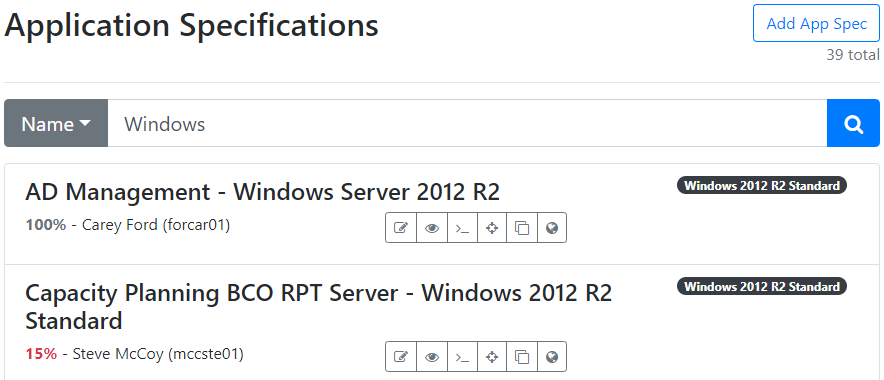 Application Specifications
Add App Spec
39 total
Name
Windows
AD Management - Windows Server 2012 R2
Windows 2012 R2 Standard
100% - Carey Ford (forcar01)
Capacity Planning BCO RPT Server - Windows 2012 R2
Standard
Windows 2012 R2 Standard
15% - Steve McCoy (mccste01)